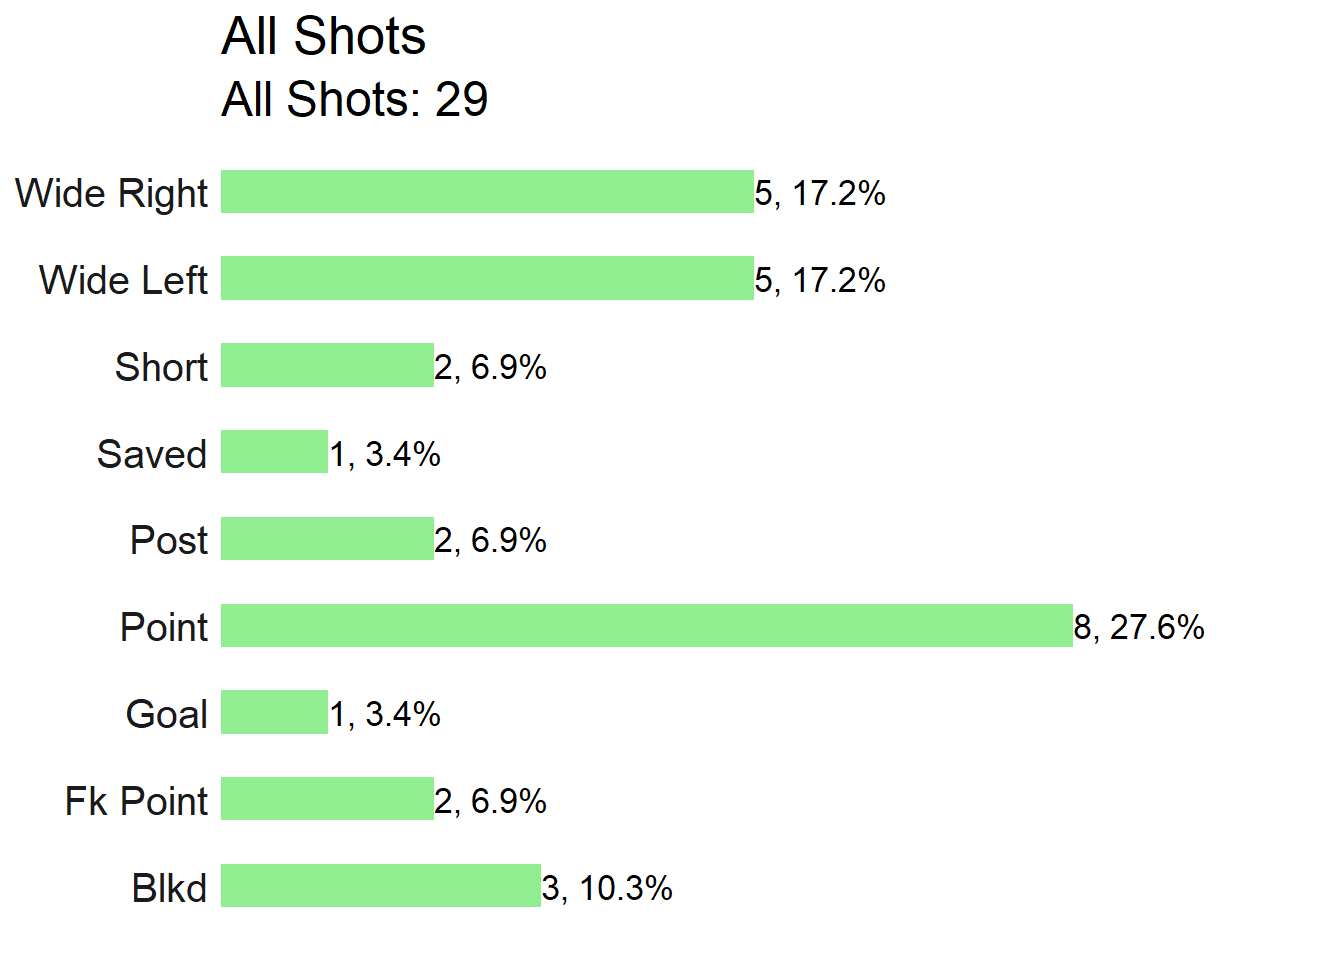 All Shots
All Shots: 29
Wide Right 5, 17.2%
Wide Left 5, 17.2%
Short 2, 6.9%
Saved 1, 3.4%
Post 2, 6.9%
Point 8, 27.6%
Goal 1, 3.4%
Fk Point 2, 6.9%
Blkd 3, 10.3%